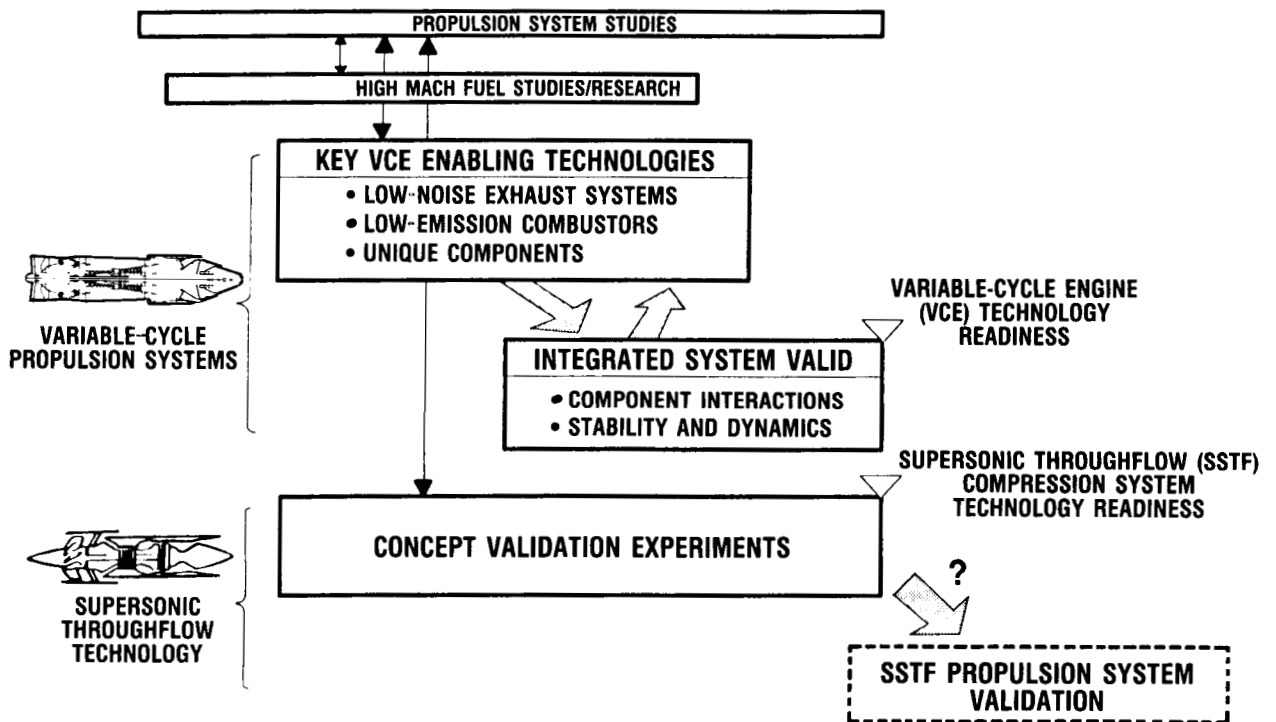 PROPULSION SYSTEM STUDIES
HIGH MACH FUEL STUDIES/RESEARCH
KEY VCE ENABLING TECHNOLOGIES
• LOW-NOISE EXHAUST SYSTEMS
• LOW-EMISSION COMBUSTORS
• UNIQUE COMPONENTS
VARIABLE-CYCLE
PROPULSION SYSTEMS
VARIABLE-CYCLE ENGINE
(VCE) TECHNOLOGY
READINESS
INTEGRATED SYSTEM VALID
• COMPONENT INTERACTIONS
• STABILITY AND DYNAMICS
SUPERSONIC THROUGHFLOW (SSTF)
COMPRESSION SYSTEM
TECHNOLOGY READINESS
CONCEPT VALIDATION EXPERIMENTS
SUPERSONIC
THROUGHFLOW
TECHNOLOGY
?
SSTF PROPULSION SYSTEM
VALIDATION